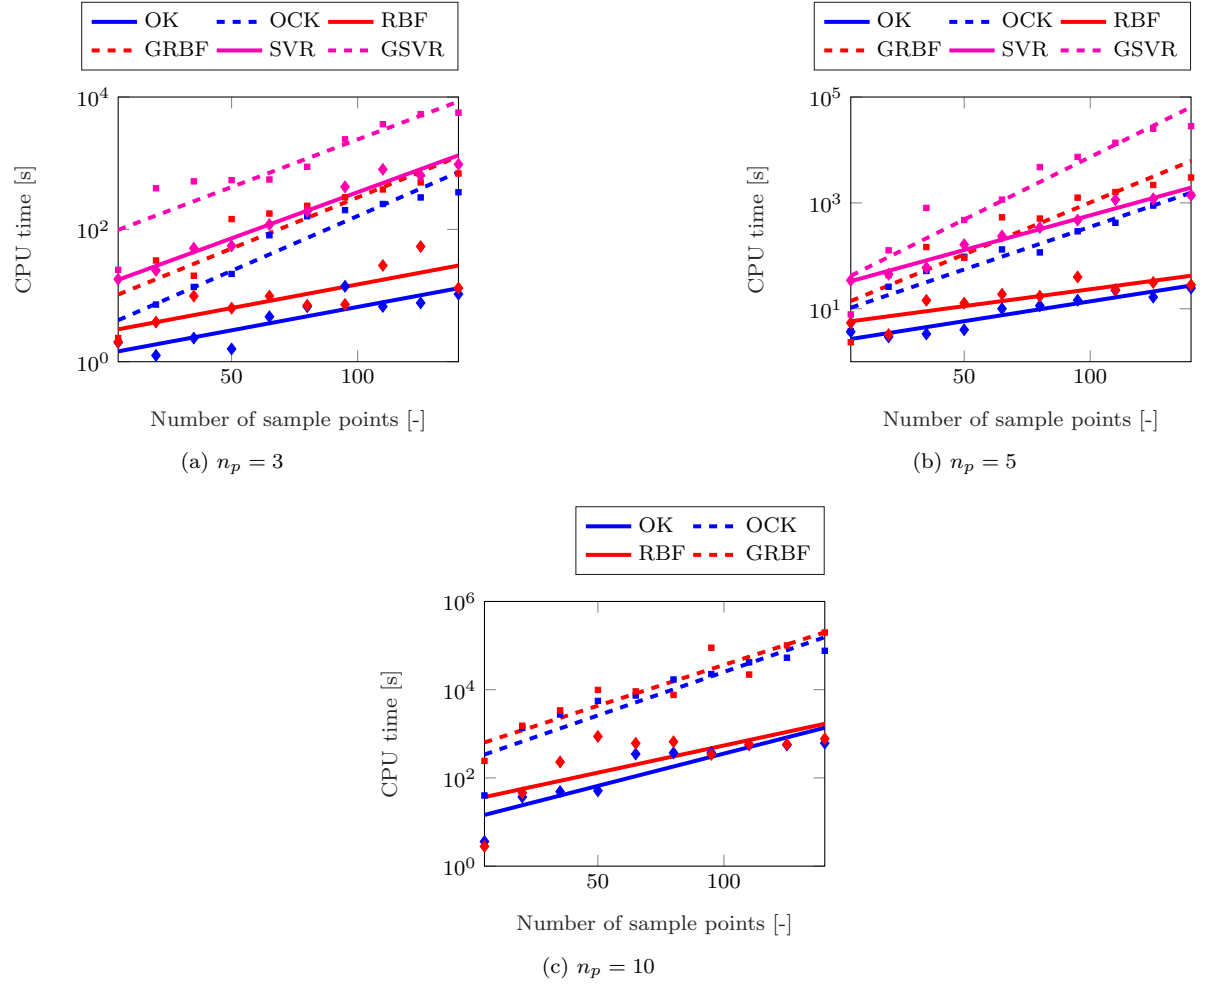 OK OCK RBF
GRBF SVR GSVR
10^4
10^2
10^0
CPU time [s]
50 100
Number of sample points [-]
(a) n_p = 3
OK OCK RBF
GRBF SVR GSVR
10^5
10^3
10^1
CPU time [s]
50 100
Number of sample points [-]
(b) n_p = 5
OK OCK
RBF GRBF
10^6
10^4
10^2
10^0
CPU time [s]
50 100
Number of sample points [-]
(c) n_p = 10